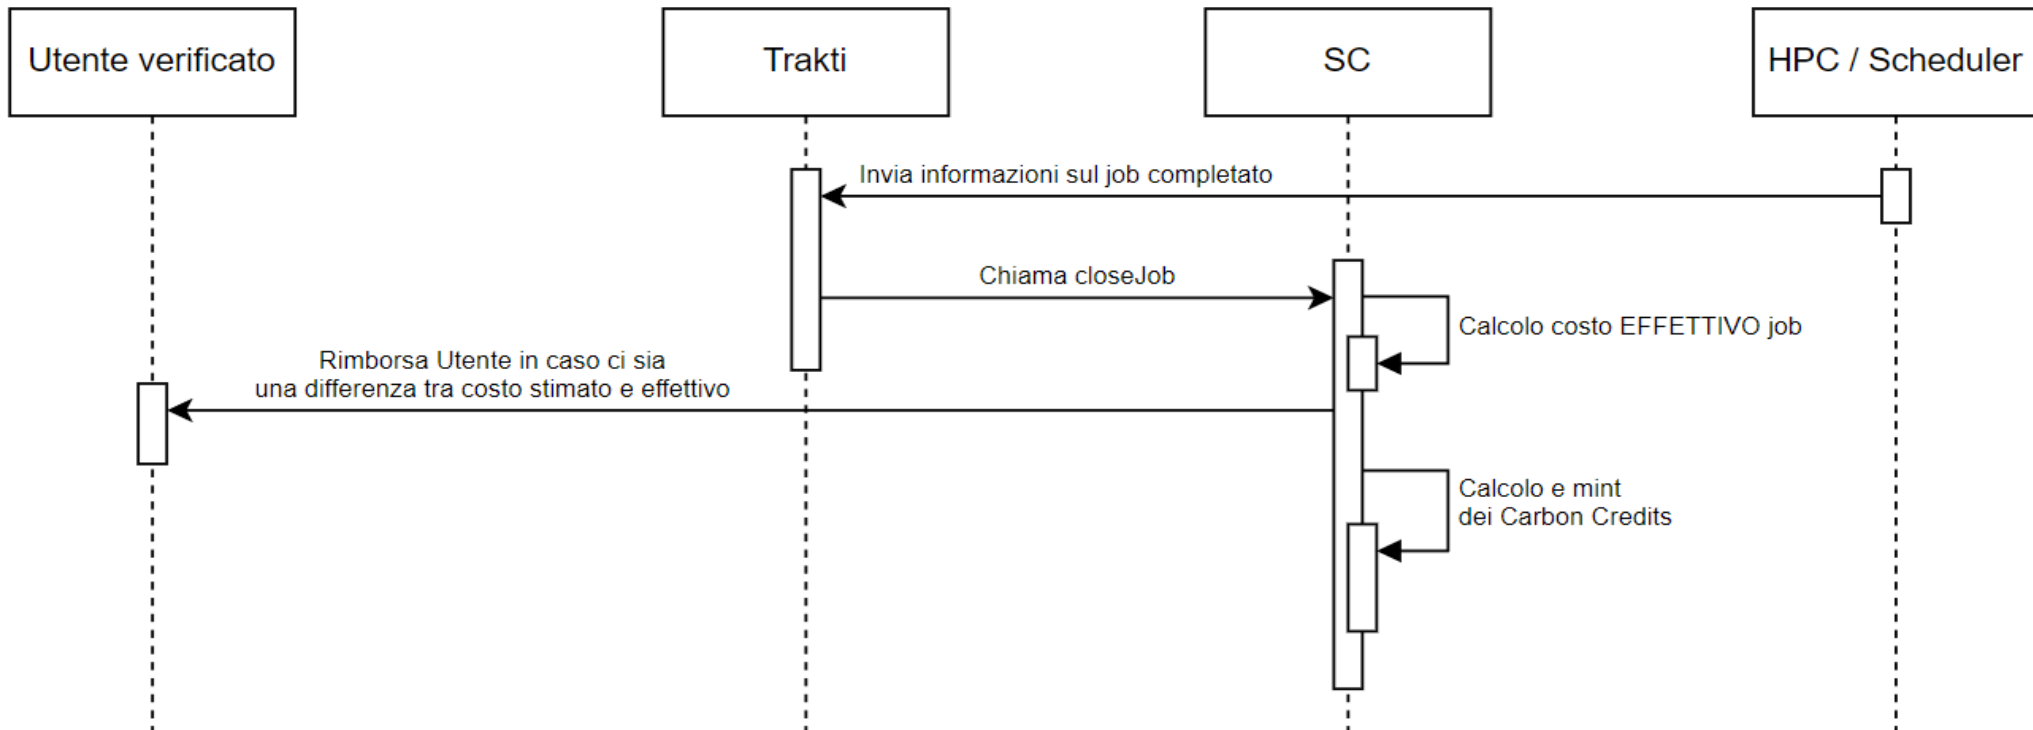 Utente verificato
Trakti
SC
HPC / Scheduler
Invia informazioni sul job completato
Chiama closeJob
Calcolo costo EFFETTIVO job
Rimborsa Utente in caso ci sia
una differenza tra costo stimato e effettivo
Calcolo e mint
dei Carbon Credits